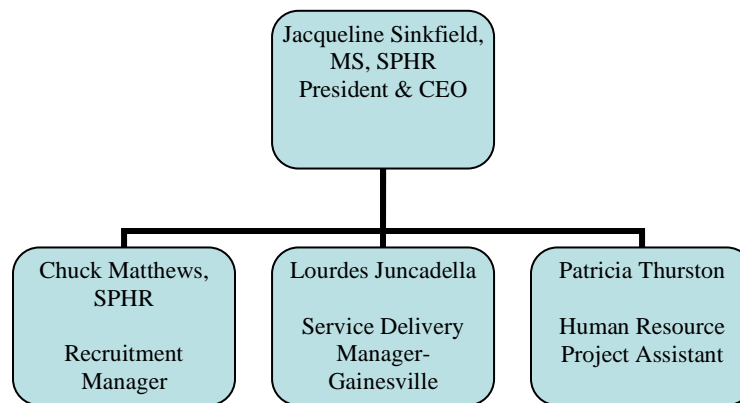 Jacqueline Sinkfield,
MS, SPHR
President & CEO
Chuck Matthews,
SPHR
Recruitment
Manager
Lourdes Juncadella
Service Delivery
Manager-
Gainesville
Patricia Thurston
Human Resource
Project Assistant